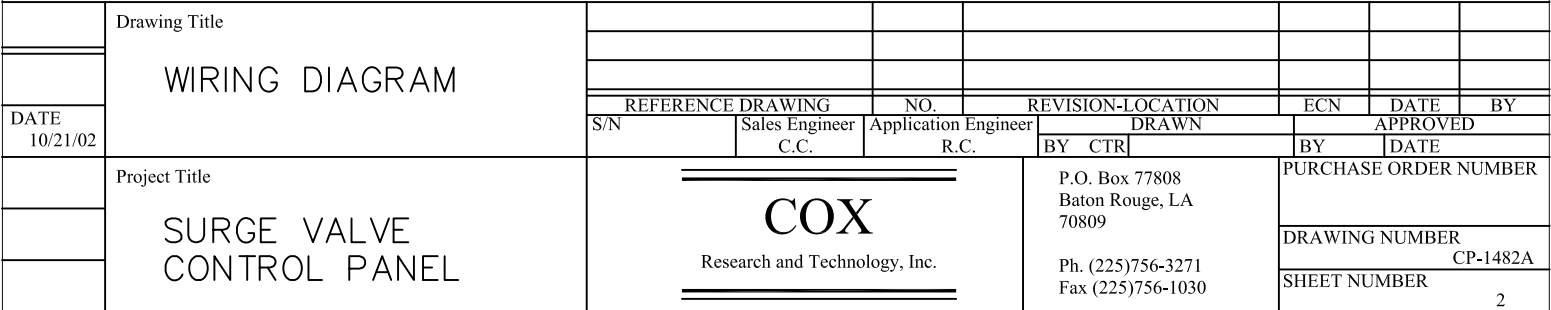 Drawing Title
WIRING DIAGRAM
DATE
10/21/02
REFERENCE DRAWING NO. REVISION-LOCATION ECN DATE BY
S/N Sales Engineer Application Engineer DRAWN APPROVED
C.C. R.C. BY CTR BY DATE
Project Title
SURGE VALVE
CONTROL PANEL
COX
Research and Technology, Inc.
P.O. Box 77808
Baton Rouge, LA
70809
Ph. (225)756-3271
Fax (225)756-1030
PURCHASE ORDER NUMBER
DRAWING NUMBER
CP-1482A
SHEET NUMBER
2